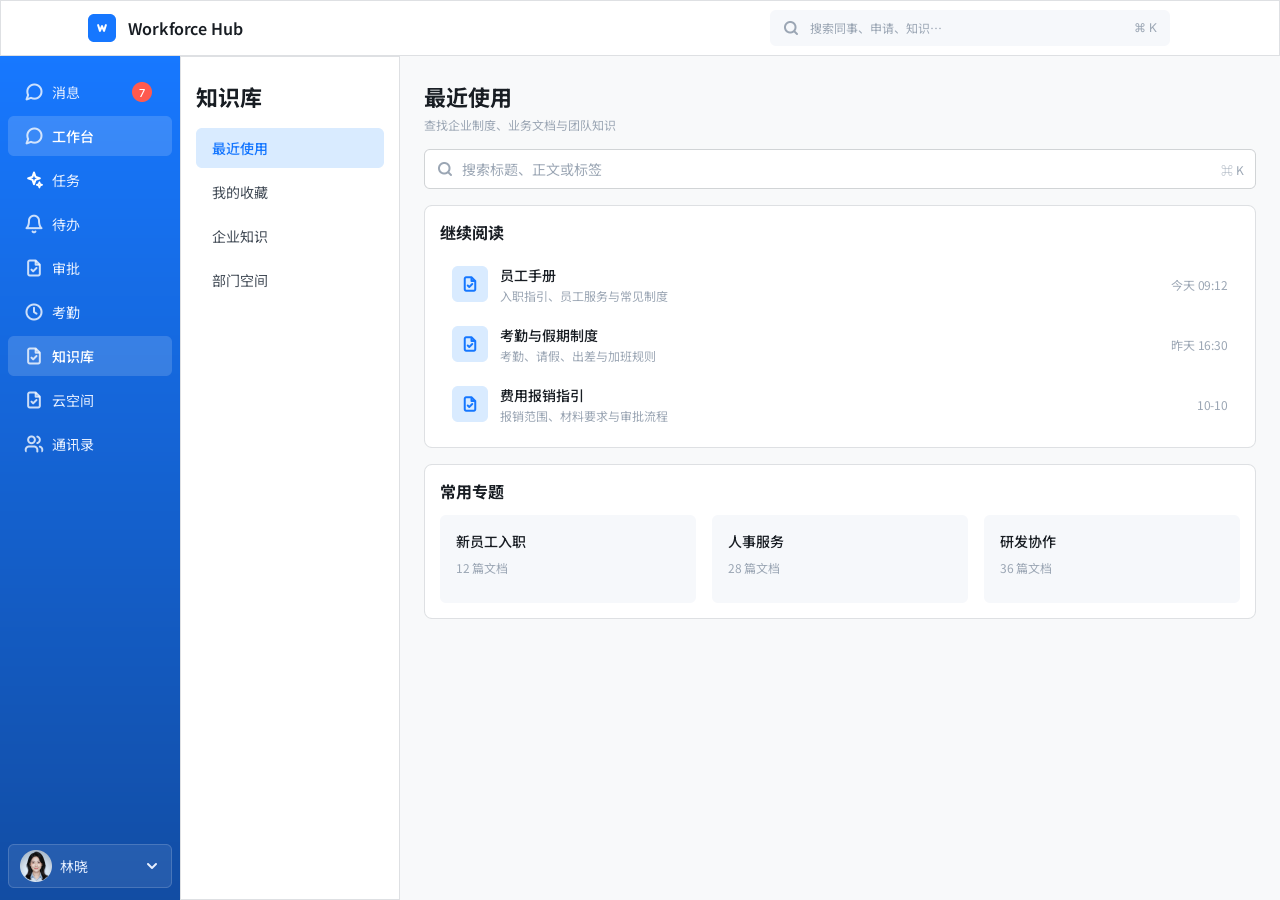 W Workforce Hub
搜索同事、申请、知识… ⌘ K
消息 7
工作台
任务
待办
审批
考勤
知识库
云空间
通讯录
林晓
知识库
最近使用
我的收藏
企业知识
部门空间
最近使用
查找企业制度、业务文档与团队知识
搜索标题、正文或标签 ⌘ K
继续阅读
员工手册
入职指引、员工服务与常见制度
今天 09:12
考勤与假期制度
考勤、请假、出差与加班规则
昨天 16:30
费用报销指引
报销范围、材料要求与审批流程
10-10
常用专题
新员工入职
12 篇文档
人事服务
28 篇文档
研发协作
36 篇文档